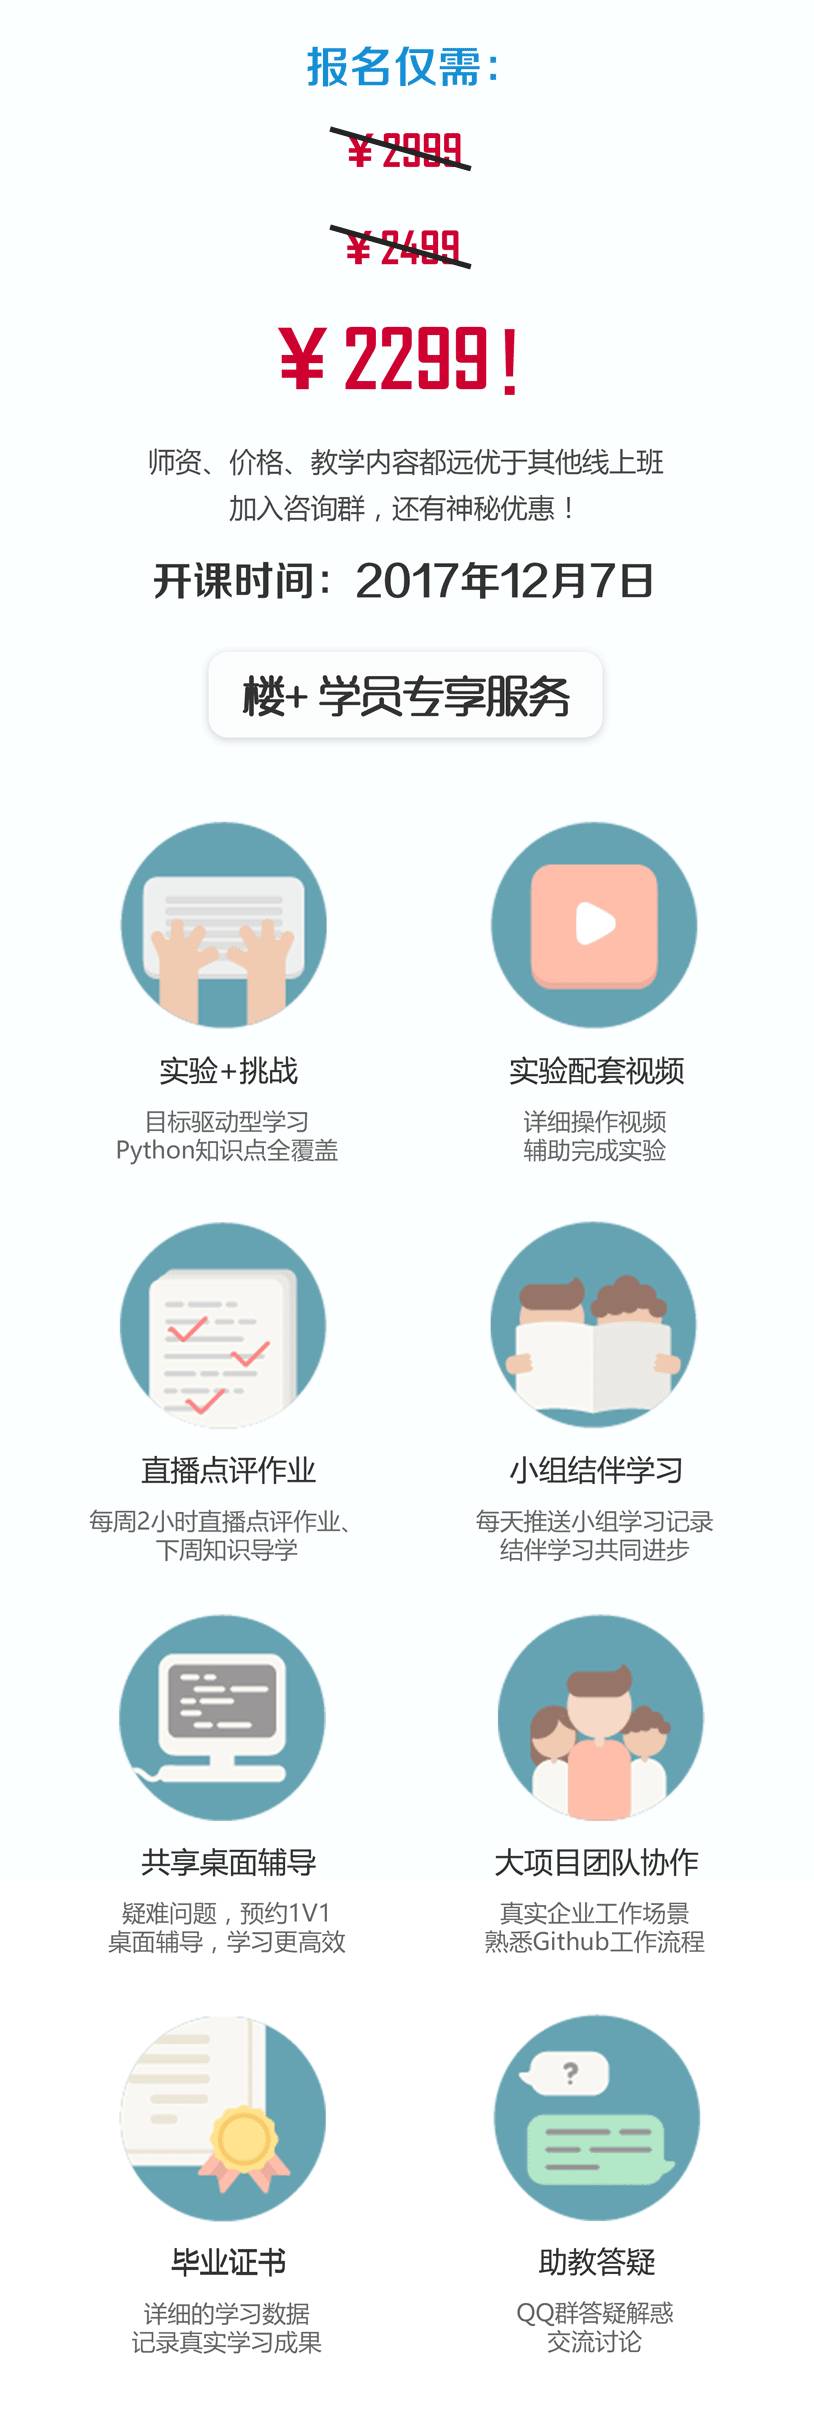 报名仅需：
¥ 2999
¥ 2499
¥ 2299！
师资、价格、教学内容都远优于其他线上班
加入咨询群，还有神秘优惠！
开课时间：2017年12月7日
楼+ 学员专享服务
实验+挑战
目标驱动型学习
Python知识点全覆盖
实验配套视频
详细操作视频
辅助完成实验
直播点评作业
每周2小时直播点评作业、
下周知识导学
小组结伴学习
每天推送小组学习记录
结伴学习共同进步
共享桌面辅导
疑难问题，预约1V1
桌面辅导，学习更高效
大项目团队协作
真实企业工作场景
熟悉Github工作流程
毕业证书
详细的学习数据
记录真实学习成果
?
助教答疑
QQ群答疑解惑
交流讨论